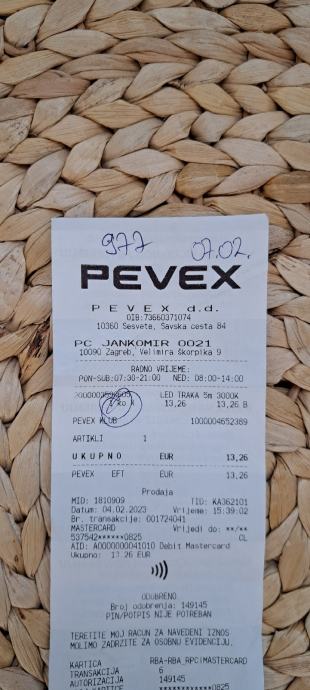 977 07.02.
PEVEX
PEVEX d.d.
OIB:73660371074
10360 Sesvete, Savska cesta 84
PC JANKOMIR 0021
10090 Zagreb, Velimira Škorpika 9
RADNO VRIJEME:
PON-SUB:07:30-21:00 NED: 08:00-14:00
LED TRAKA 5m 3000K
13,26 13,26 B
PEVEX KLUB 1000004652389
ARTIKLI 1
UKUPNO EUR 13,26
PEVEX EFT EUR 13,26
Prodaja
MID: 1810909 TID: KA362101
Datum: 04.02.2023 Vrijeme: 15:39:02
Br. transakcije: 001724041
MASTERCARD Vrijedi do: **/**
537542******0825 CL
AID: A0000000041010 Debit Mastercard
Ukupno: 13.26 EUR
ODOBRENO
Broj odobrenja: 149145
PIN/POTPIS NIJE POTREBAN
TERETITE MOJ RACUN ZA NAVEDENI IZNOS
MOLIMO ZADRZITE ZA OSOBNU EVIDENCIJU.
KARTICA RBA-RBA_RPC|MASTERCARD
TRANSAKCIJA 6
AUTORIZACIJA 149145